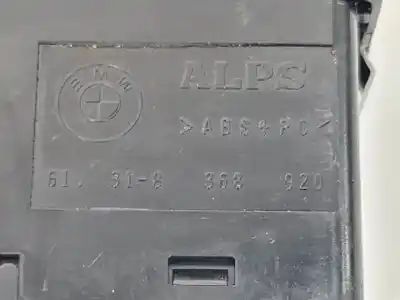 BMW
ALPS
>ABS+PC<
61. 31-8 368 920